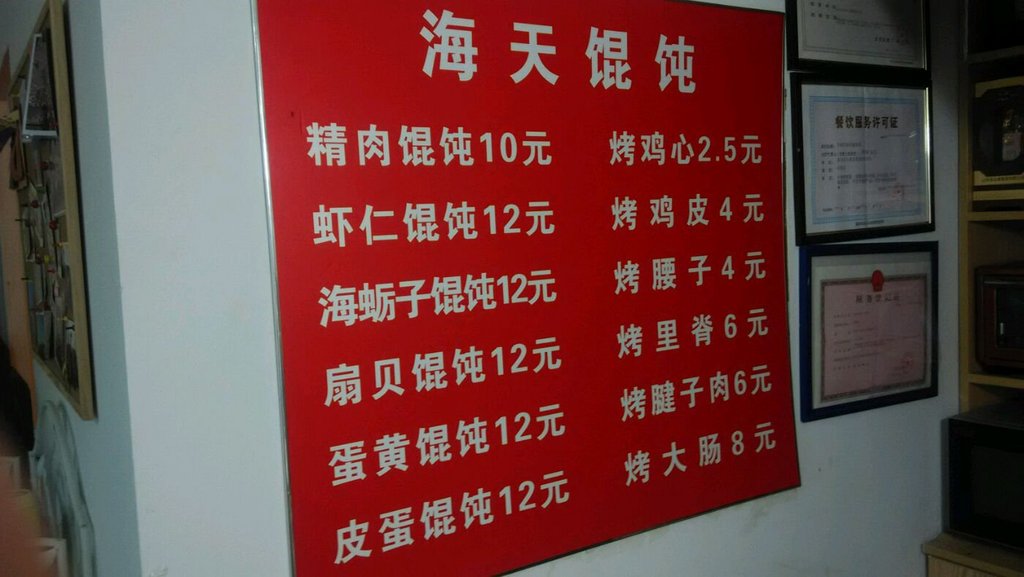 海天馄饨
精肉馄饨10元
虾仁馄饨12元
海蛎子馄饨12元
扇贝馄饨12元
蛋黄馄饨12元
皮蛋馄饨12元
烤鸡心2.5元
烤鸡皮4元
烤腰子4元
烤里脊6元
烤腱子肉6元
烤大肠8元
餐饮服务许可证